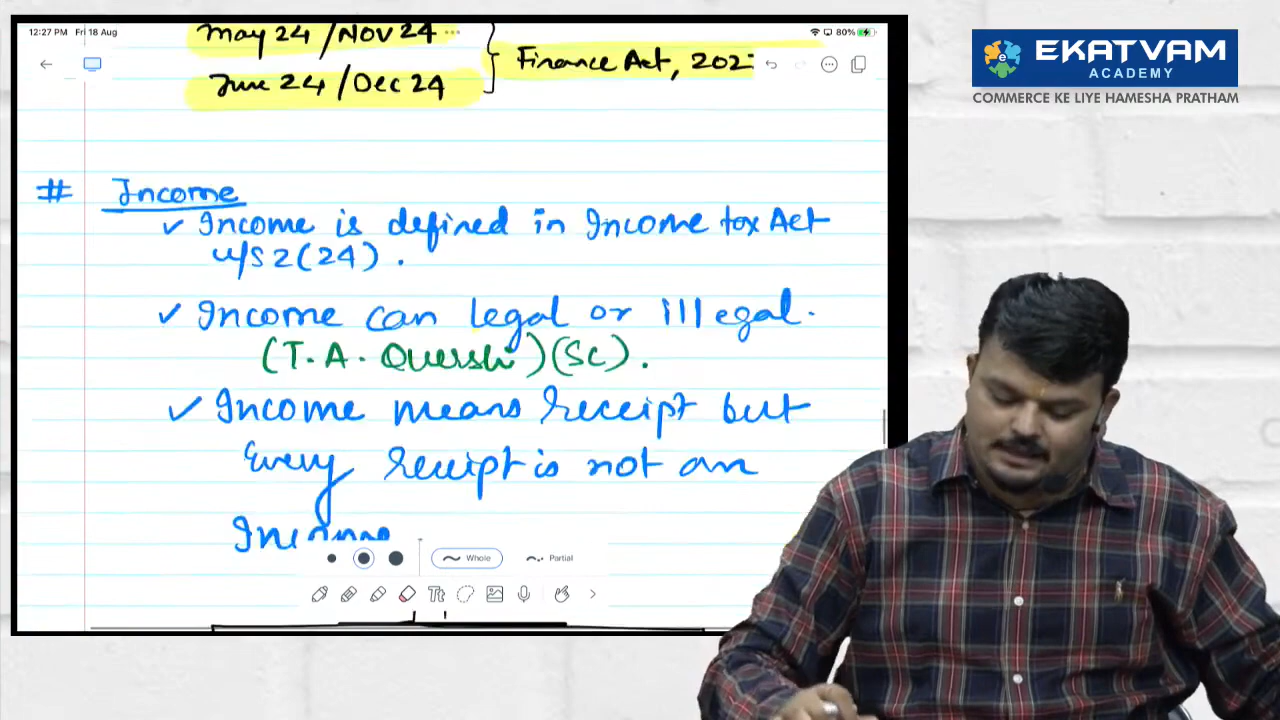 12:27 PM Fri 18 Aug
80%
May 24 / Nov 24
June 24 / Dec 24
Finance Act, 202
# Income
✓ Income is defined in Income tax Act
u/S 2(24).
✓ Income can legal or illegal.
(T. A. Quershi) (SC).
✓ Income means receipt but
Every receipt is not an
Income
Whole
Partial
Tt
EKATVAM
ACADEMY
COMMERCE KE LIYE HAMESHA PRATHAM